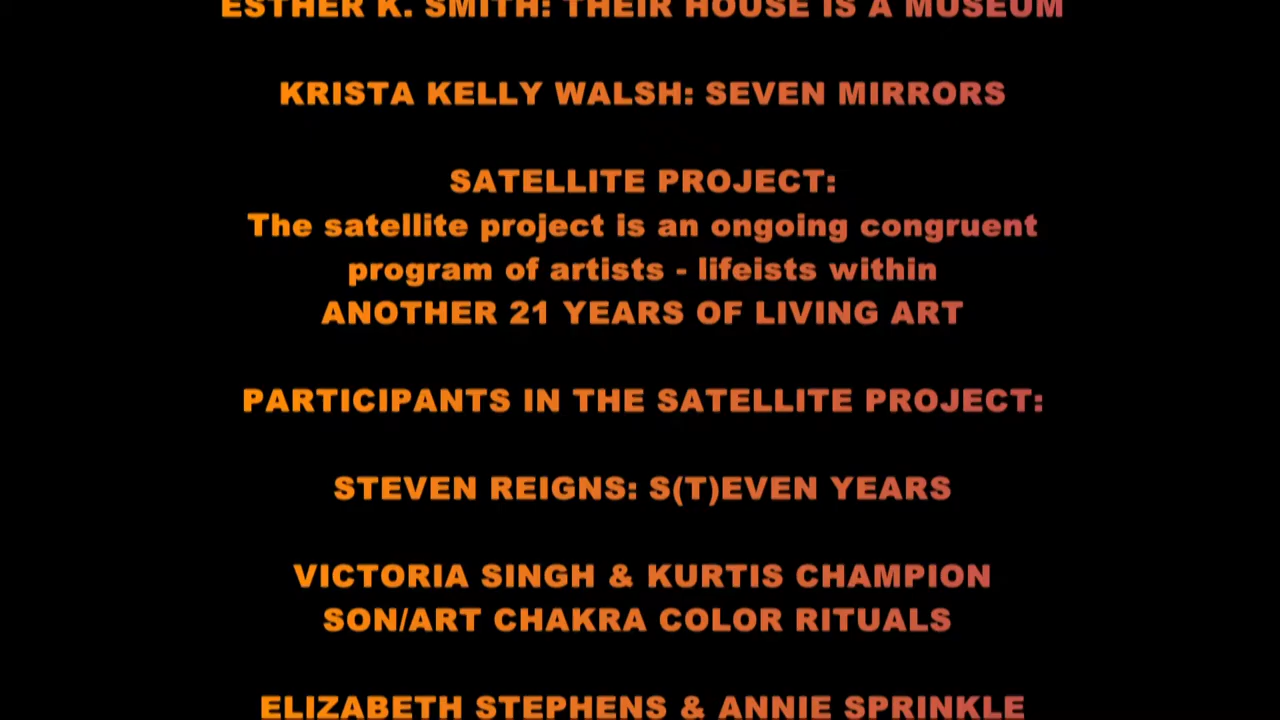 ESTHER K. SMITH: THEIR HOUSE IS A MUSEUM
KRISTA KELLY WALSH: SEVEN MIRRORS
SATELLITE PROJECT:
The satellite project is an ongoing congruent
program of artists - lifeists within
ANOTHER 21 YEARS OF LIVING ART
PARTICIPANTS IN THE SATELLITE PROJECT:
STEVEN REIGNS: S(T)EVEN YEARS
VICTORIA SINGH & KURTIS CHAMPION
SON/ART CHAKRA COLOR RITUALS
ELIZABETH STEPHENS & ANNIE SPRINKLE